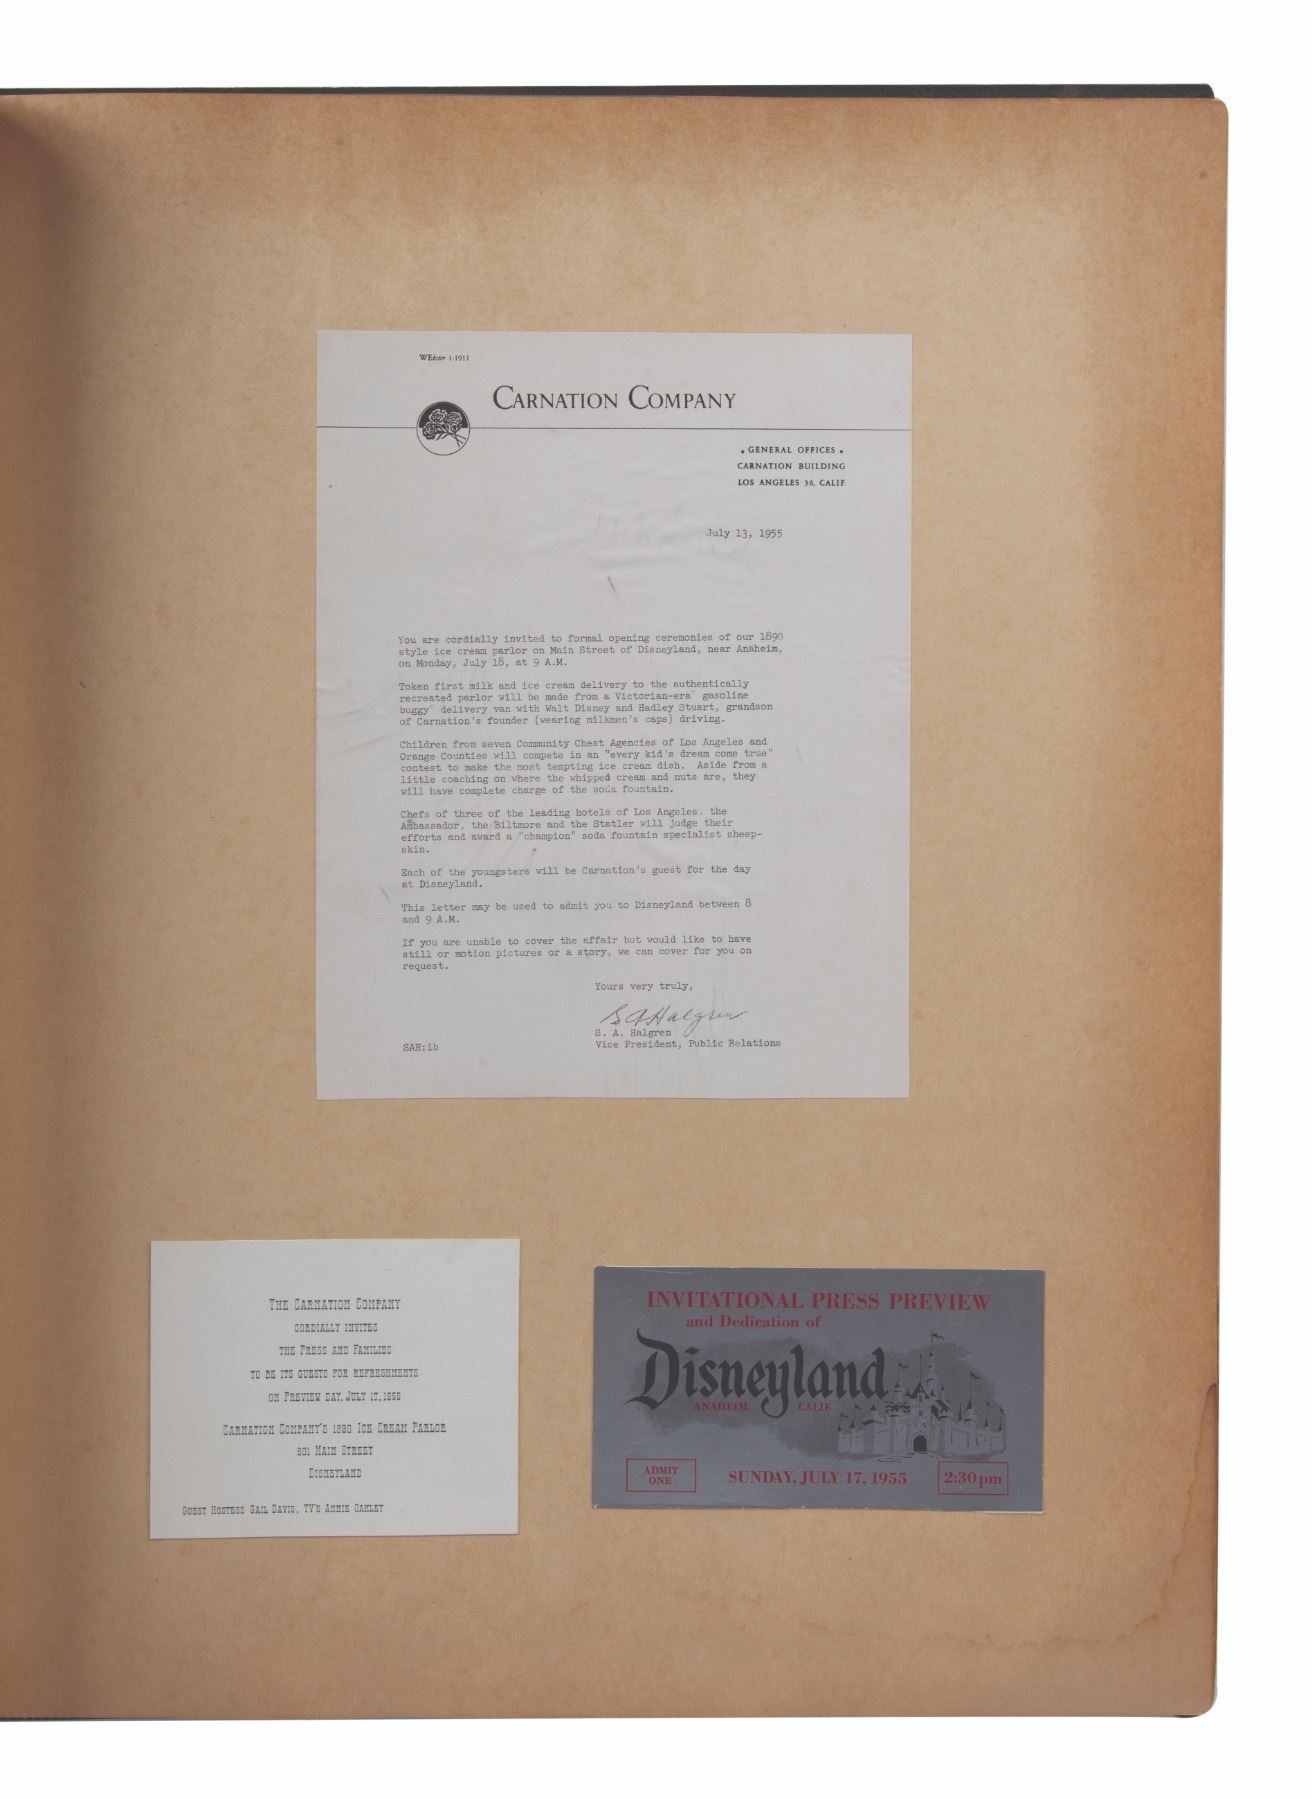 WEbster 1-1911
CARNATION COMPANY
• GENERAL OFFICES •
CARNATION BUILDING
LOS ANGELES 36, CALIF.
July 13, 1955
You are cordially invited to formal opening ceremonies of our 1890
style ice cream parlor on Main Street of Disneyland, near Anaheim,
on Monday, July 18, at 9 A.M.
Token first milk and ice cream delivery to the authentically
recreated parlor will be made from a Victorian-era "gasoline
buggy" delivery van with Walt Disney and Hadley Stuart, grandson
of Carnation's founder (wearing milkmen's caps) driving.
Children from seven Community Chest Agencies of Los Angeles and
Orange Counties will compete in an "every kid's dream come true"
contest to make the most tempting ice cream dish. Aside from a
little coaching on where the whipped cream and nuts are, they
will have complete charge of the soda fountain.
Chefs of three of the leading hotels of Los Angeles. the
Ambassador, the Biltmore and the Statler will judge their
efforts and award a "champion" soda fountain specialist sheep-
skin.
Each of the youngsters will be Carnation's guest for the day
at Disneyland.
This letter may be used to admit you to Disneyland between 8
and 9 A.M.
If you are unable to cover the affair but would like to have
still or motion pictures or a story, we can cover for you on
request.
Yours very truly,
S A Halgren
S. A. Halgren
Vice President, Public Relations
SAH:ib
THE CARNATION COMPANY
CORDIALLY INVITES
THE PRESS AND FAMILIES
TO BE ITS GUESTS FOR REFRESHMENTS
ON PREVIEW DAY, JULY 17, 1955
CARNATION COMPANY'S 1890 ICE CREAM PARLOR
801 MAIN STREET
DISNEYLAND
GUEST HOSTESS GAIL DAVIS, TV'S ANNIE OAKLEY
INVITATIONAL PRESS PREVIEW
and Dedication of
Disneyland
ANAHEIM, CALIF.
ADMIT
ONE
SUNDAY, JULY 17, 1955
2:30 pm